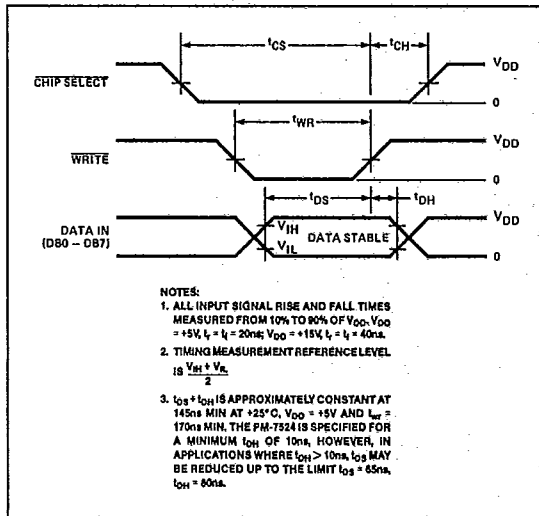 tCS
tCH
VDD
CHIP SELECT
0
tWR
VDD
WRITE
0
tDS
tDH
VDD
DATA IN
(DB0 – DB7)
VIH
DATA STABLE
VIL
0
NOTES:
1. ALL INPUT SIGNAL RISE AND FALL TIMES
MEASURED FROM 10% TO 90% OF VDD, VDD
= +5V, tr = tf = 20ns; VDD = +15V, tr = tf = 40ns.
2. TIMING MEASUREMENT REFERENCE LEVEL
IS VIH + VIL
2
3. tDS + tDH IS APPROXIMATELY CONSTANT AT
145ns MIN AT +25°C, VDD = +5V AND tWR =
170ns MIN. THE PM-7524 IS SPECIFIED FOR
A MINIMUM tDH OF 10ns, HOWEVER, IN
APPLICATIONS WHERE tDH > 10ns, tDS MAY
BE REDUCED UP TO THE LIMIT tDS = 65ns,
tDH = 80ns.